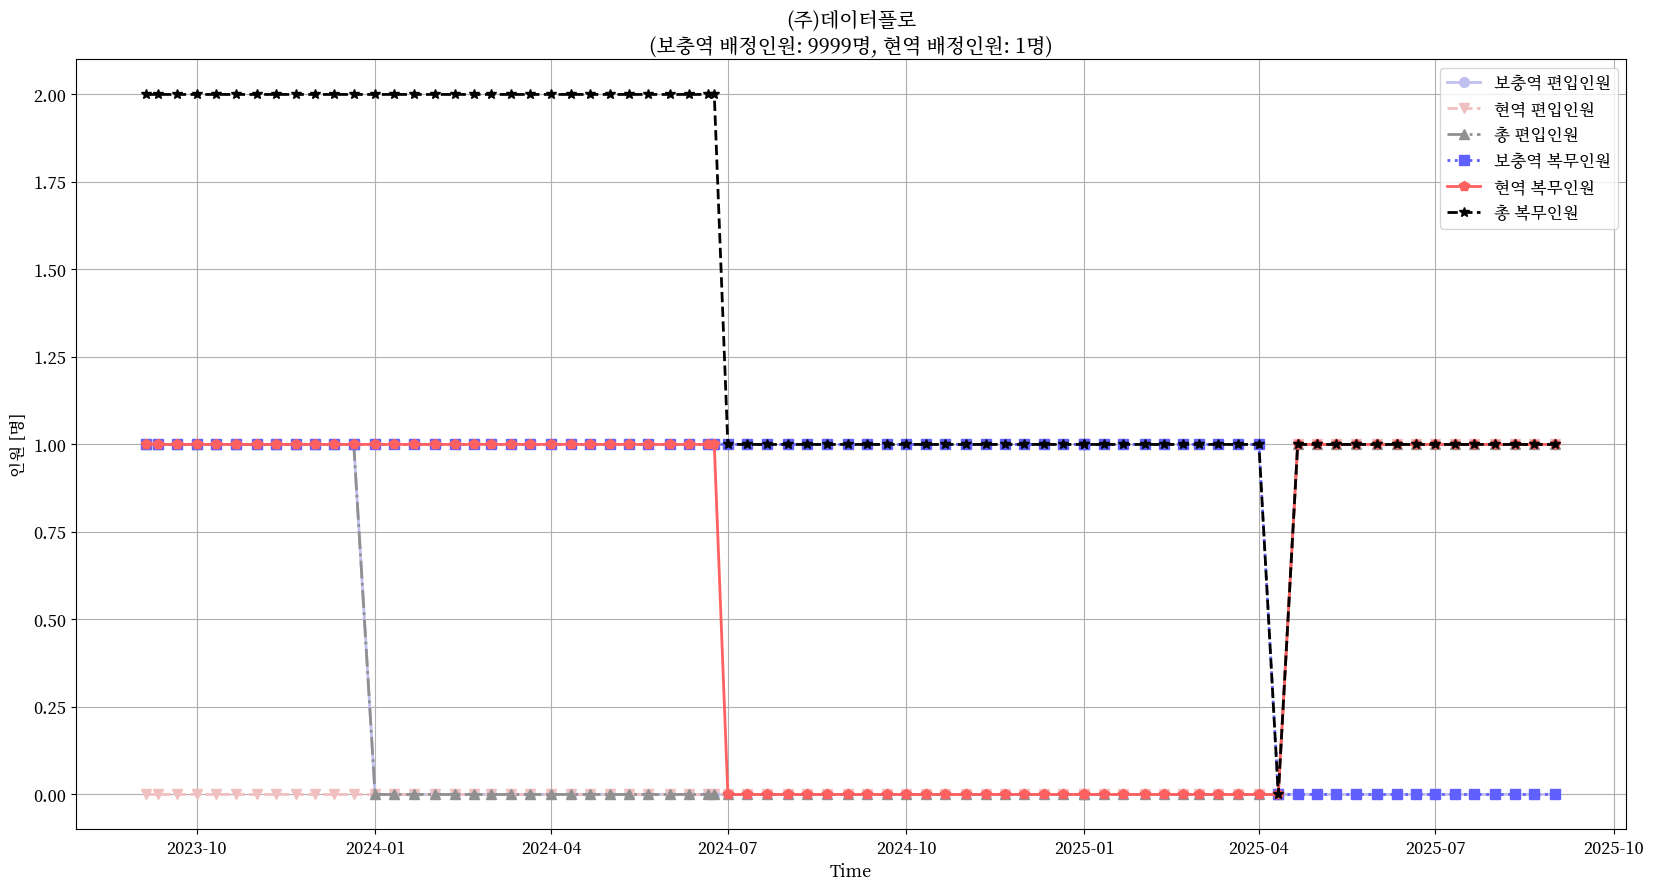 (주)데이터플로
(보충역 배정인원: 9999명, 현역 배정인원: 1명)
보충역 편입인원
현역 편입인원
총 편입인원
보충역 복무인원
현역 복무인원
총 복무인원
인원 [명]
2.00
1.75
1.50
1.25
1.00
0.75
0.50
0.25
0.00
2023-10
2024-01
2024-04
2024-07
2024-10
2025-01
2025-04
2025-07
2025-10
Time